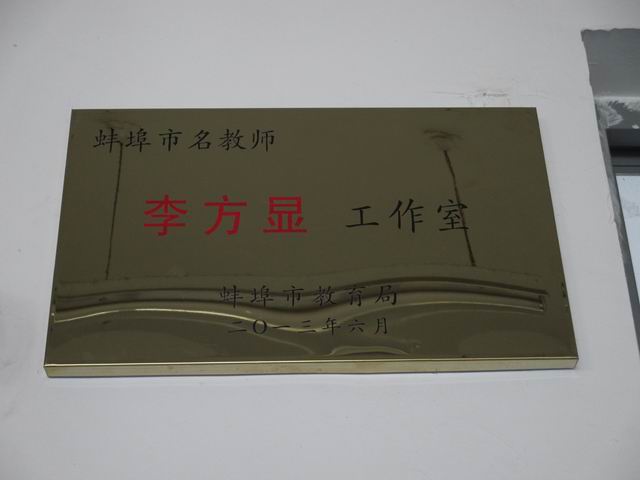 蚌埠市名教师
李方显 工作室
蚌埠市教育局
二〇一三年六月